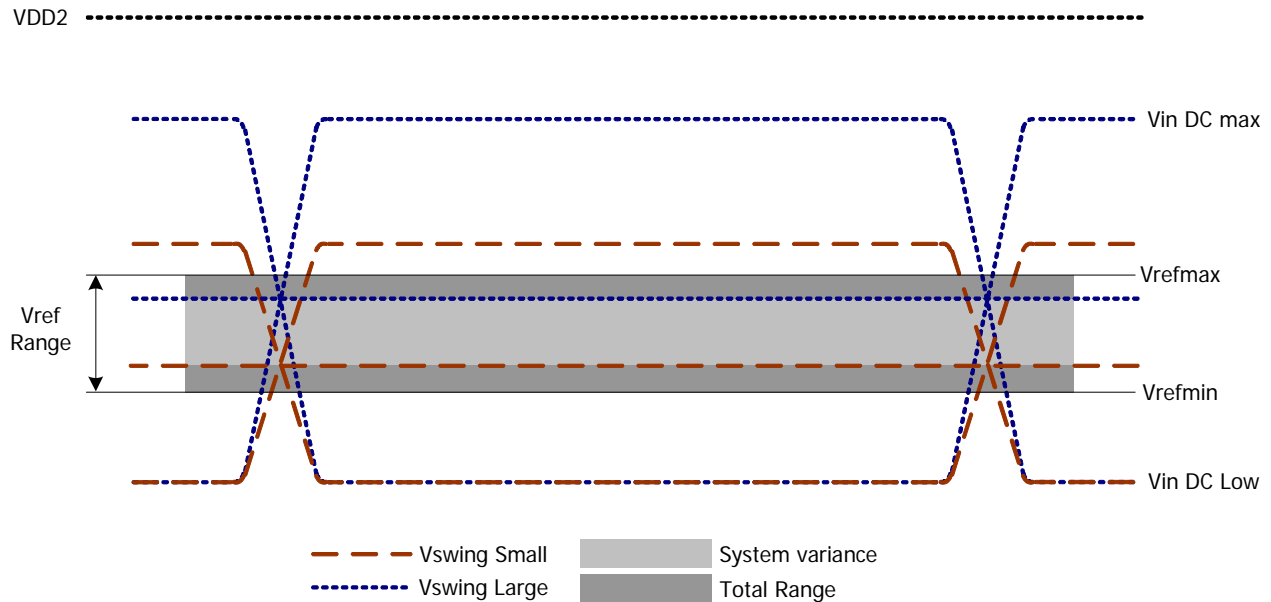 VDD2
Vin DC max
Vrefmax
Vref
Range
Vrefmin
Vin DC Low
Vswing Small
System variance
Vswing Large
Total Range